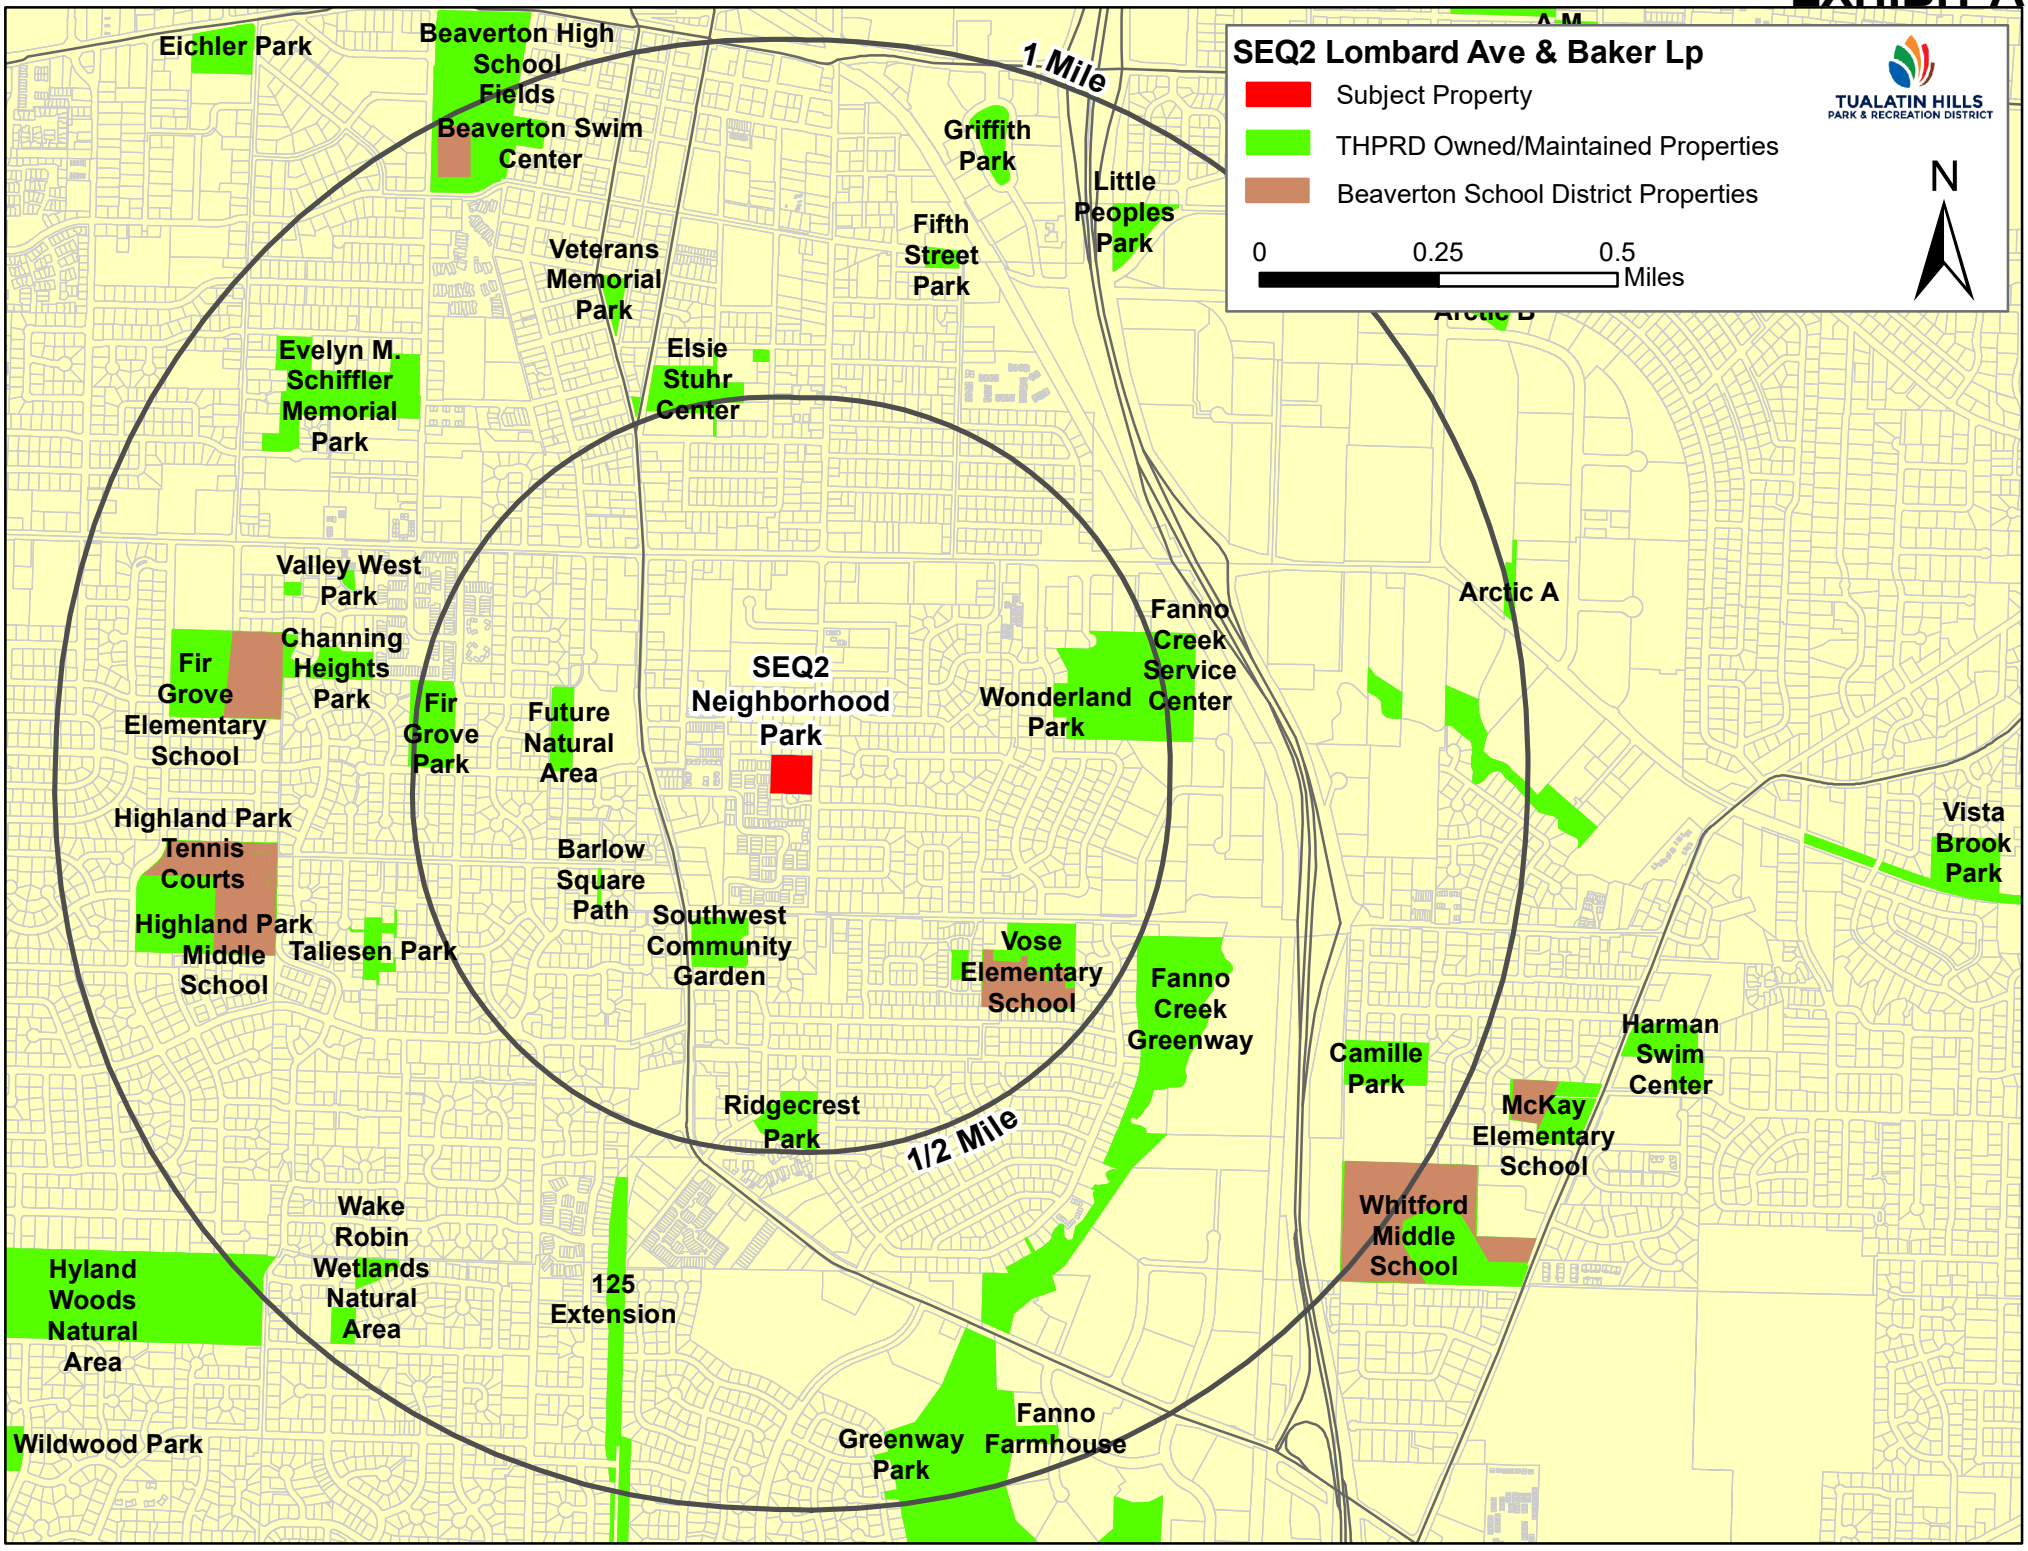 EXHIBIT A
A M
SEQ2 Lombard Ave & Baker Lp
Subject Property
THPRD Owned/Maintained Properties
Beaverton School District Properties
0 0.25 0.5
Miles
TUALATIN HILLS
PARK & RECREATION DISTRICT
N
Eichler Park
Beaverton High
School
Fields
Beaverton Swim
Center
1 Mile
Griffith
Park
Little
Peoples
Park
Fifth
Street
Park
Veterans
Memorial
Park
Arctic B
Evelyn M.
Schiffler
Memorial
Park
Elsie
Stuhr
Center
Valley West
Park
Arctic A
Fir
Grove
Elementary
School
Channing
Heights
Park
Fir
Grove
Park
Future
Natural
Area
SEQ2
Neighborhood
Park
Wonderland
Park
Fanno
Creek
Service
Center
Highland Park
Tennis
Courts
Highland Park
Middle
School
Taliesen Park
Barlow
Square
Path
Southwest
Community
Garden
Vose
Elementary
School
Fanno
Creek
Greenway
Vista
Brook
Park
Camille
Park
Harman
Swim
Center
McKay
Elementary
School
Ridgecrest
Park
1/2 Mile
Whitford
Middle
School
Wake
Robin
Wetlands
Natural
Area
Hyland
Woods
Natural
Area
125
Extension
Wildwood Park
Greenway
Park
Fanno
Farmhouse